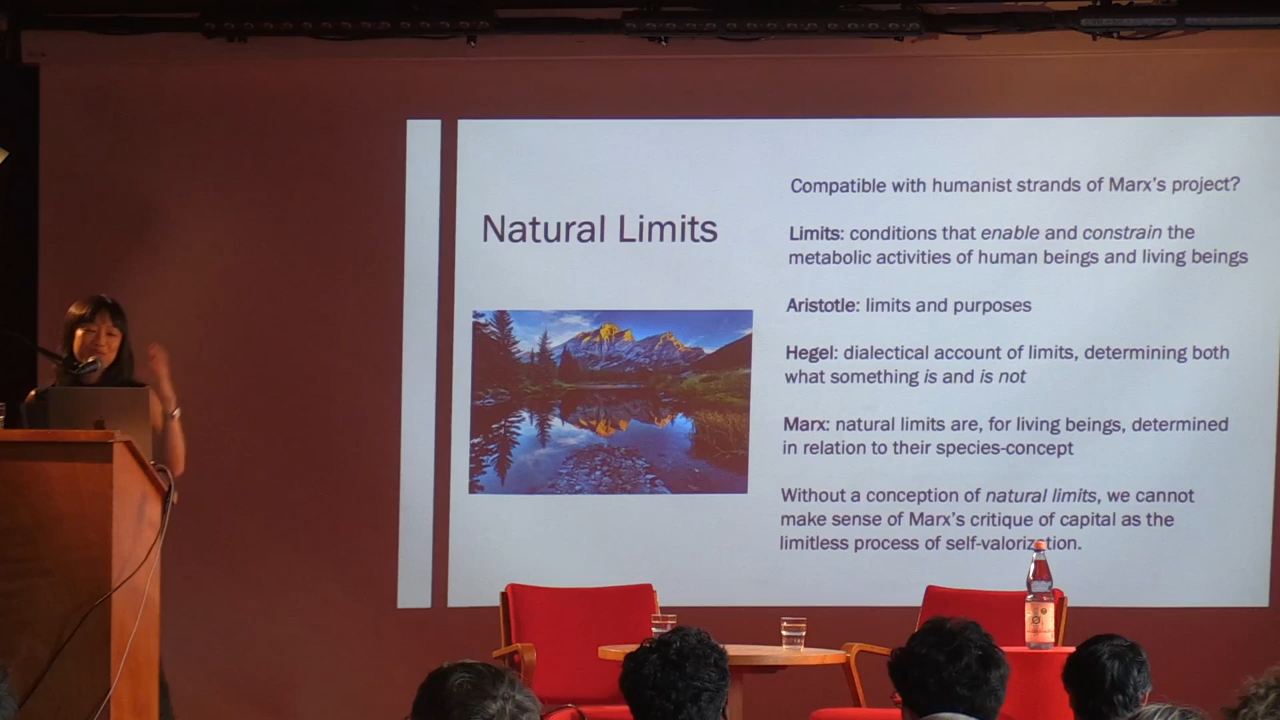 Natural Limits
Compatible with humanist strands of Marx's project?
Limits: conditions that enable and constrain the
metabolic activities of human beings and living beings
Aristotle: limits and purposes
Hegel: dialectical account of limits, determining both
what something is and is not
Marx: natural limits are, for living beings, determined
in relation to their species-concept
Without a conception of natural limits, we cannot
make sense of Marx's critique of capital as the
limitless process of self-valorization.